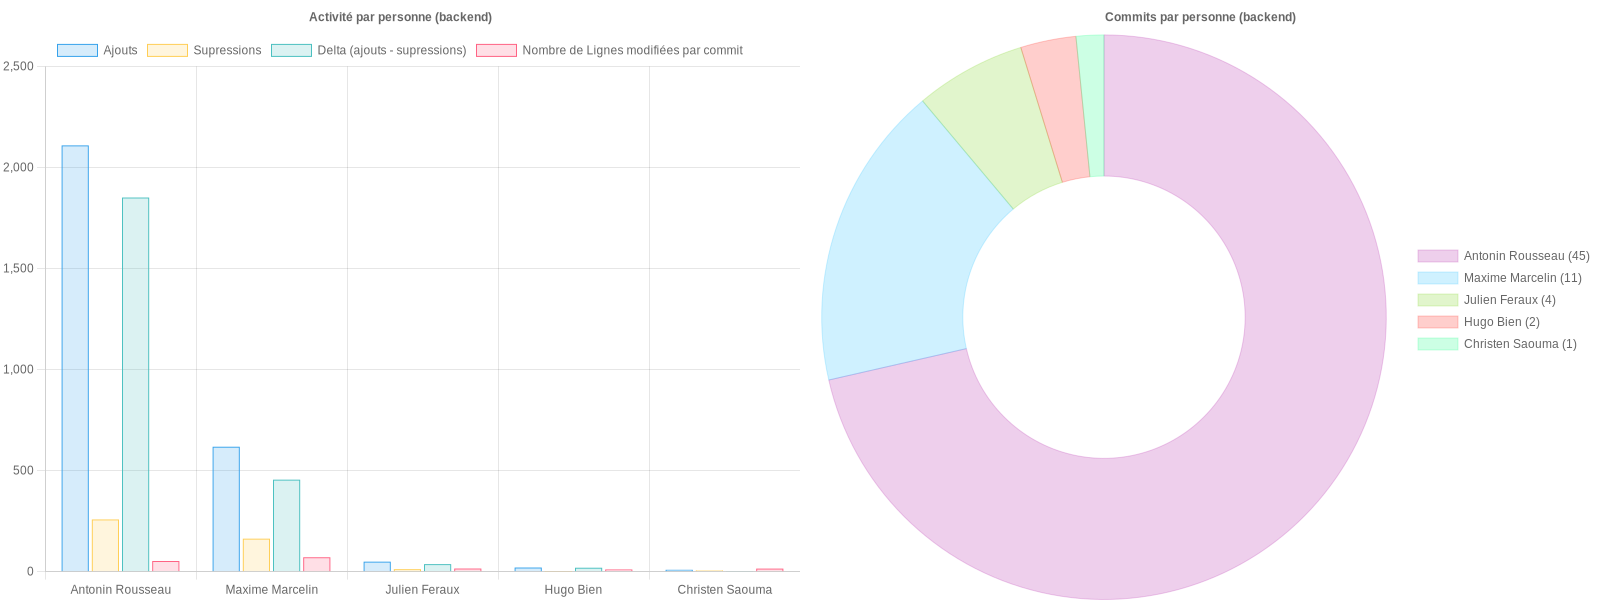 Activité par personne (backend)
Ajouts Supressions Delta (ajouts - supressions) Nombre de Lignes modifiées par commit
2,500
2,000
1,500
1,000
500
0
Antonin Rousseau Maxime Marcelin Julien Feraux Hugo Bien Christen Saouma
Commits par personne (backend)
Antonin Rousseau (45)
Maxime Marcelin (11)
Julien Feraux (4)
Hugo Bien (2)
Christen Saouma (1)